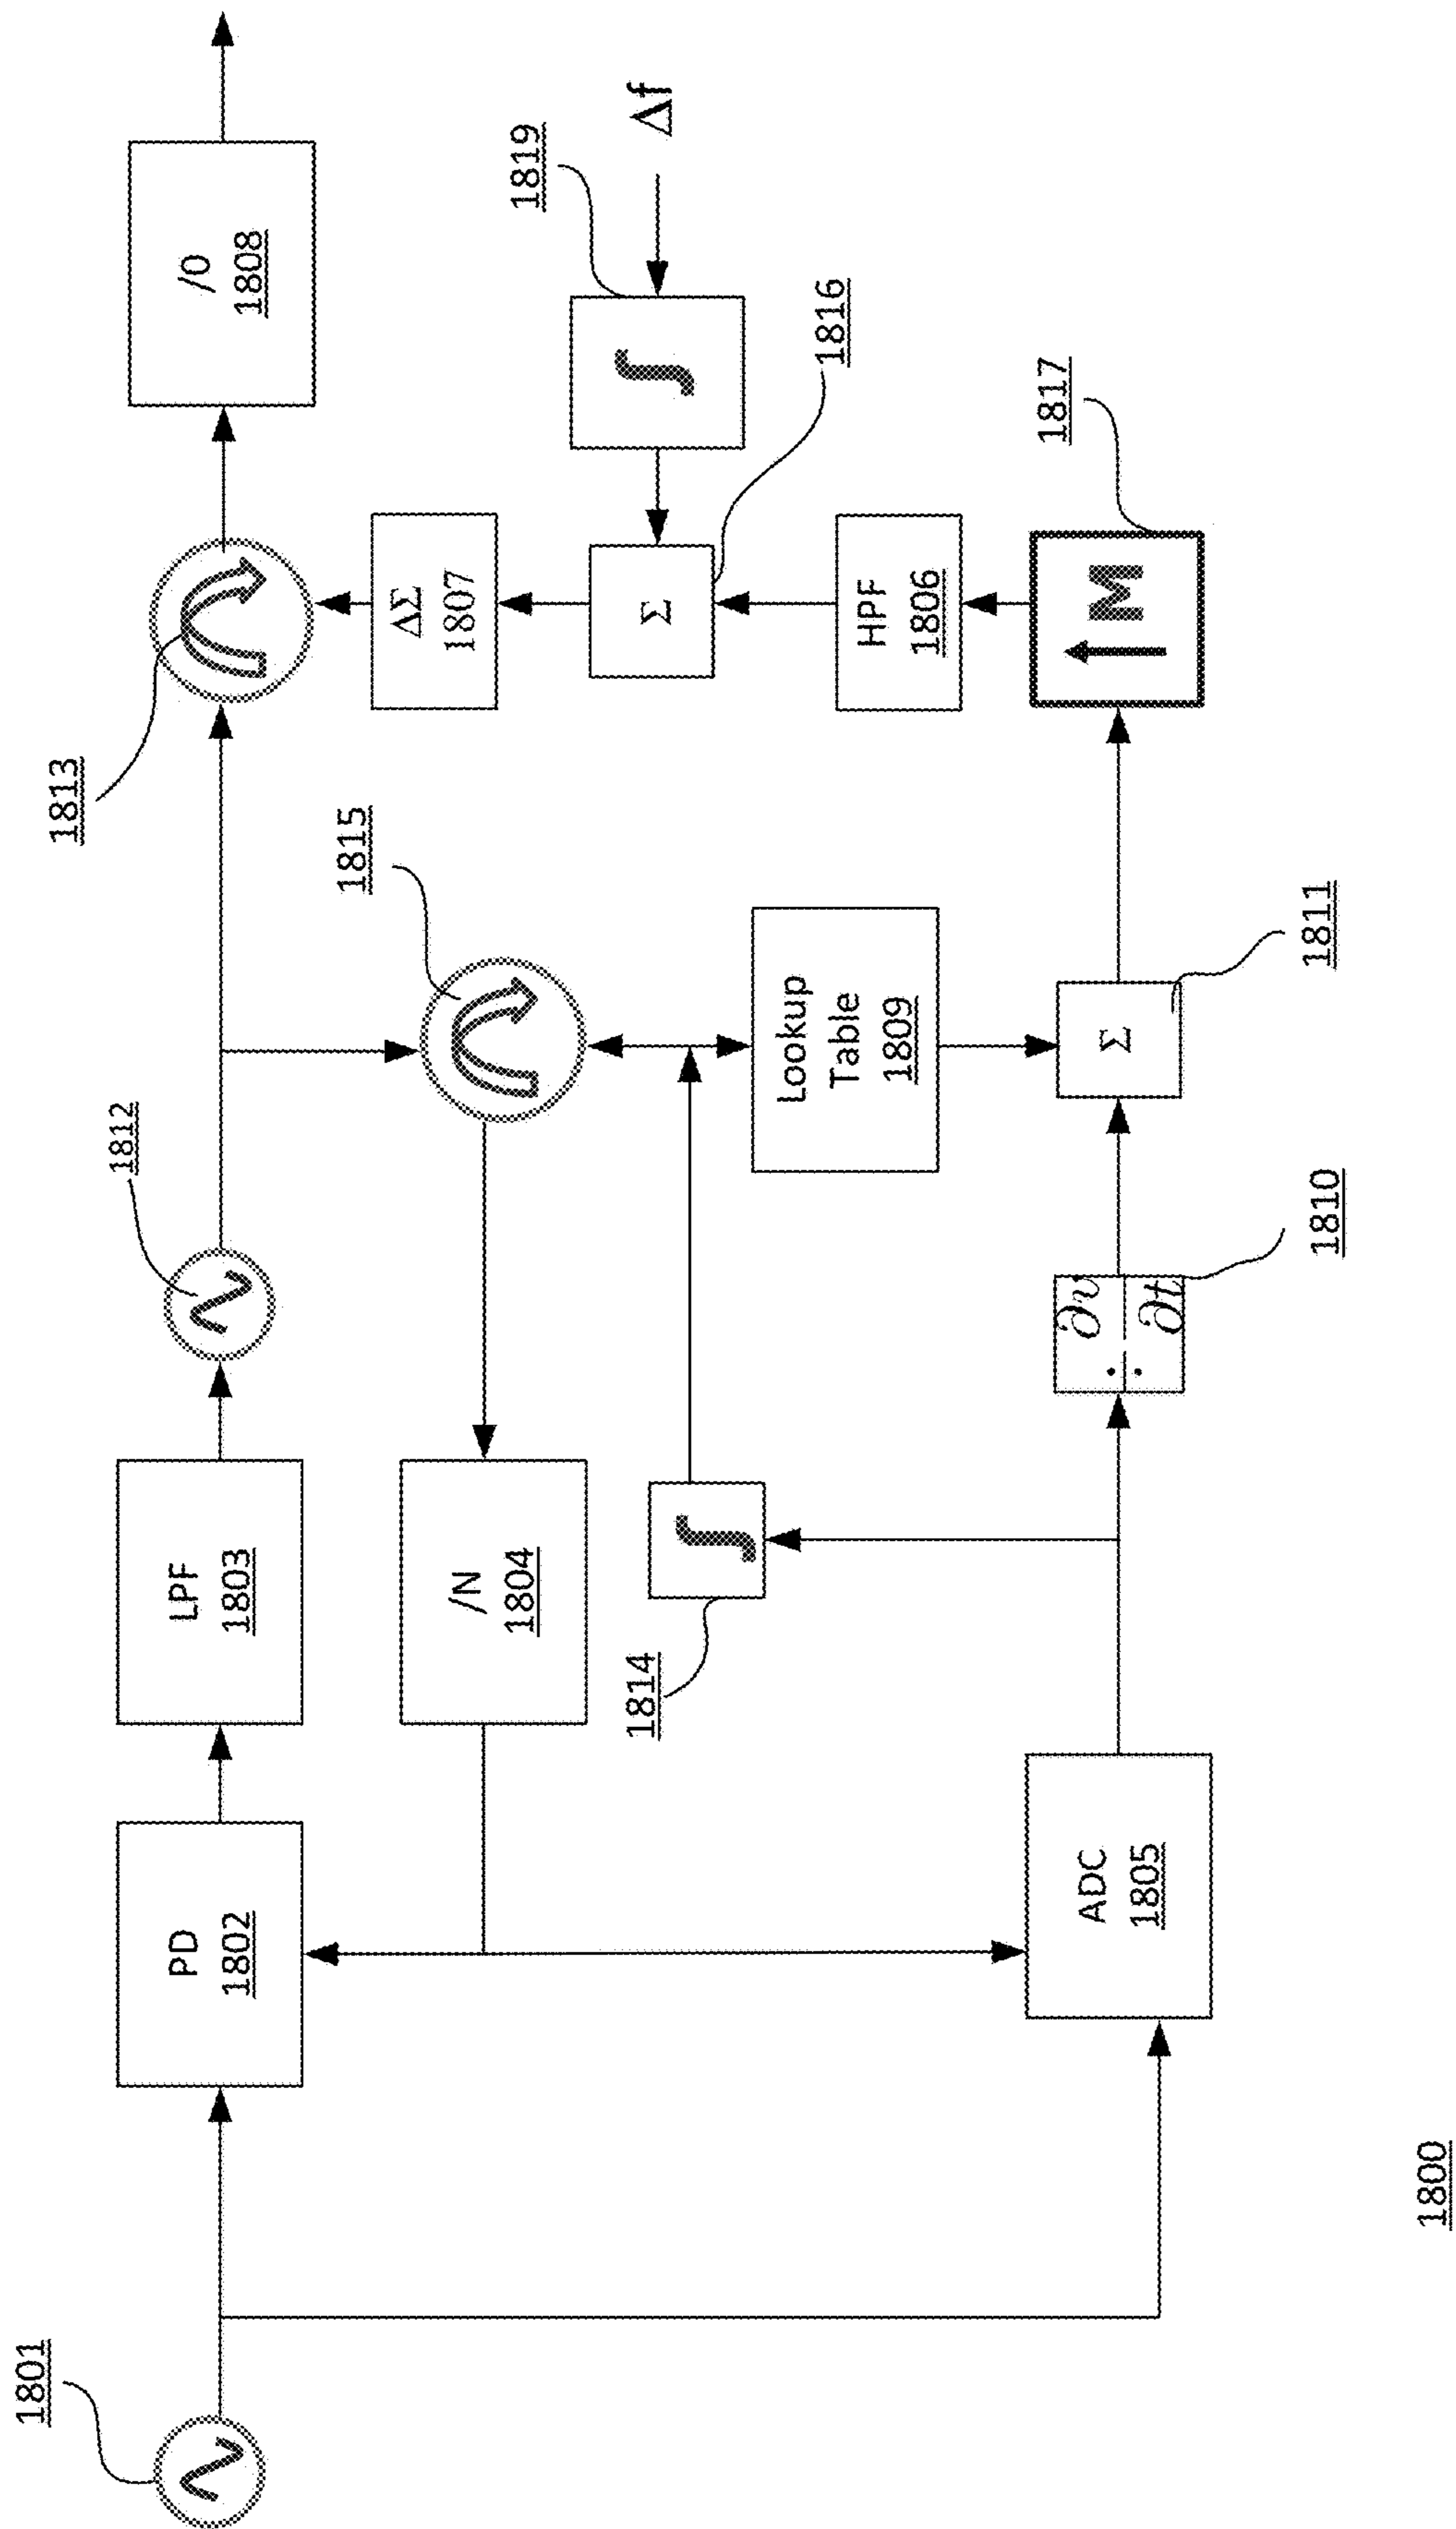 1801
PD
1802
LPF
1803
1812
1813
/0
1808
/N
1804
1815
ΔΣ
1807
1819
∫
Δf
Σ
1816
1814
∫
Lookup
Table
1809
HPF
1806
ADC
1805
÷ ∂v/∂t
1810
Σ
1811
↑M
1817
1800